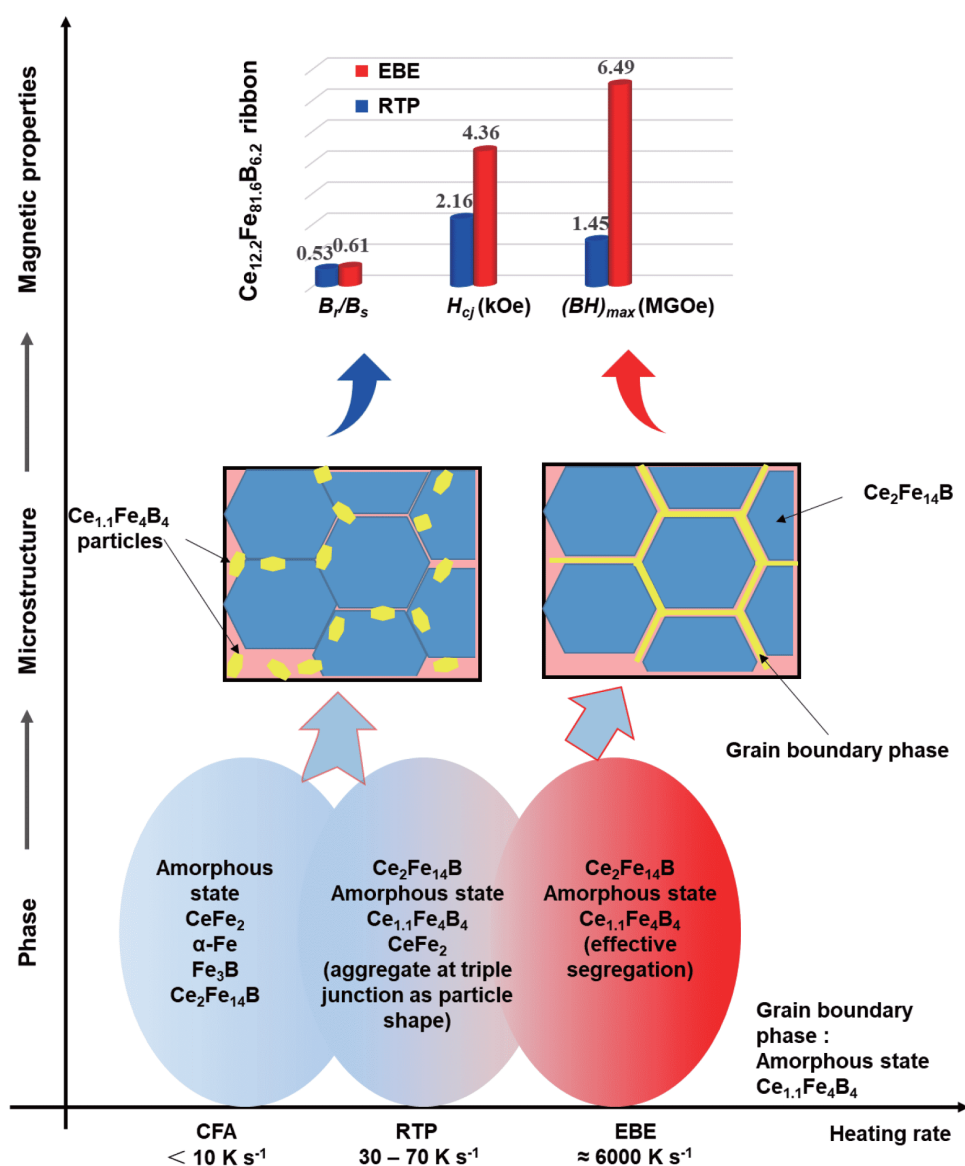 Magnetic properties
Microstructure
Phase
Ce12.2Fe81.6B6.2 ribbon
EBE
RTP
0.53
0.61
2.16
4.36
1.45
6.49
Br/Bs
Hcj (kOe)
(BH)max (MGOe)
Ce1.1Fe4B4
particles
Ce2Fe14B
Grain boundary phase
Amorphous
state
CeFe2
α-Fe
Fe3B
Ce2Fe14B
Ce2Fe14B
Amorphous state
Ce1.1Fe4B4
CeFe2
(aggregate at triple
junction as particle
shape)
Ce2Fe14B
Amorphous state
Ce1.1Fe4B4
(effective
segregation)
Grain boundary
phase :
Amorphous state
Ce1.1Fe4B4
CFA
< 10 K s-1
RTP
30 – 70 K s-1
EBE
≈ 6000 K s-1
Heating rate